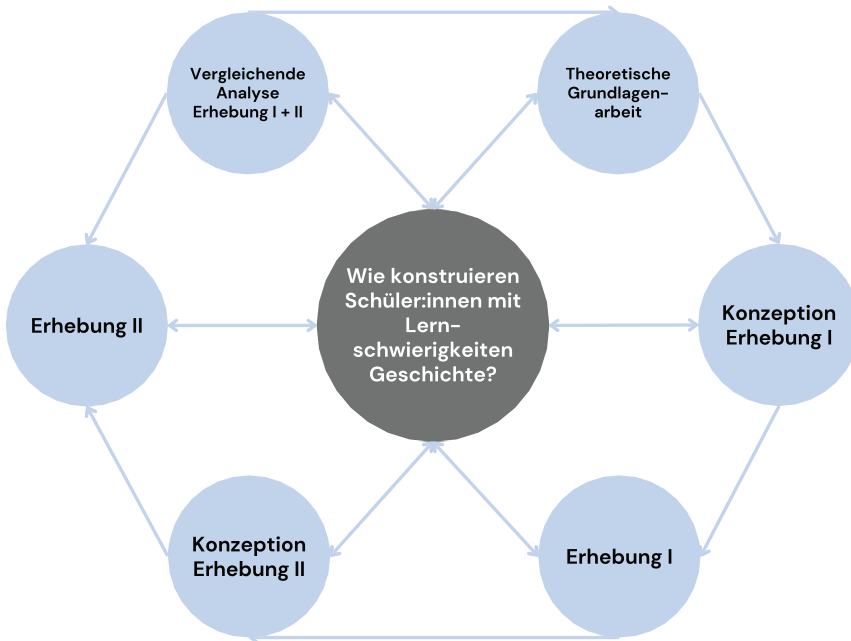 Vergleichende
Analyse
Erhebung I + II
Theoretische
Grundlagen-
arbeit
Wie konstruieren
Schüler:innen mit
Lern-
schwierigkeiten
Geschichte?
Erhebung II
Konzeption
Erhebung I
Konzeption
Erhebung II
Erhebung I